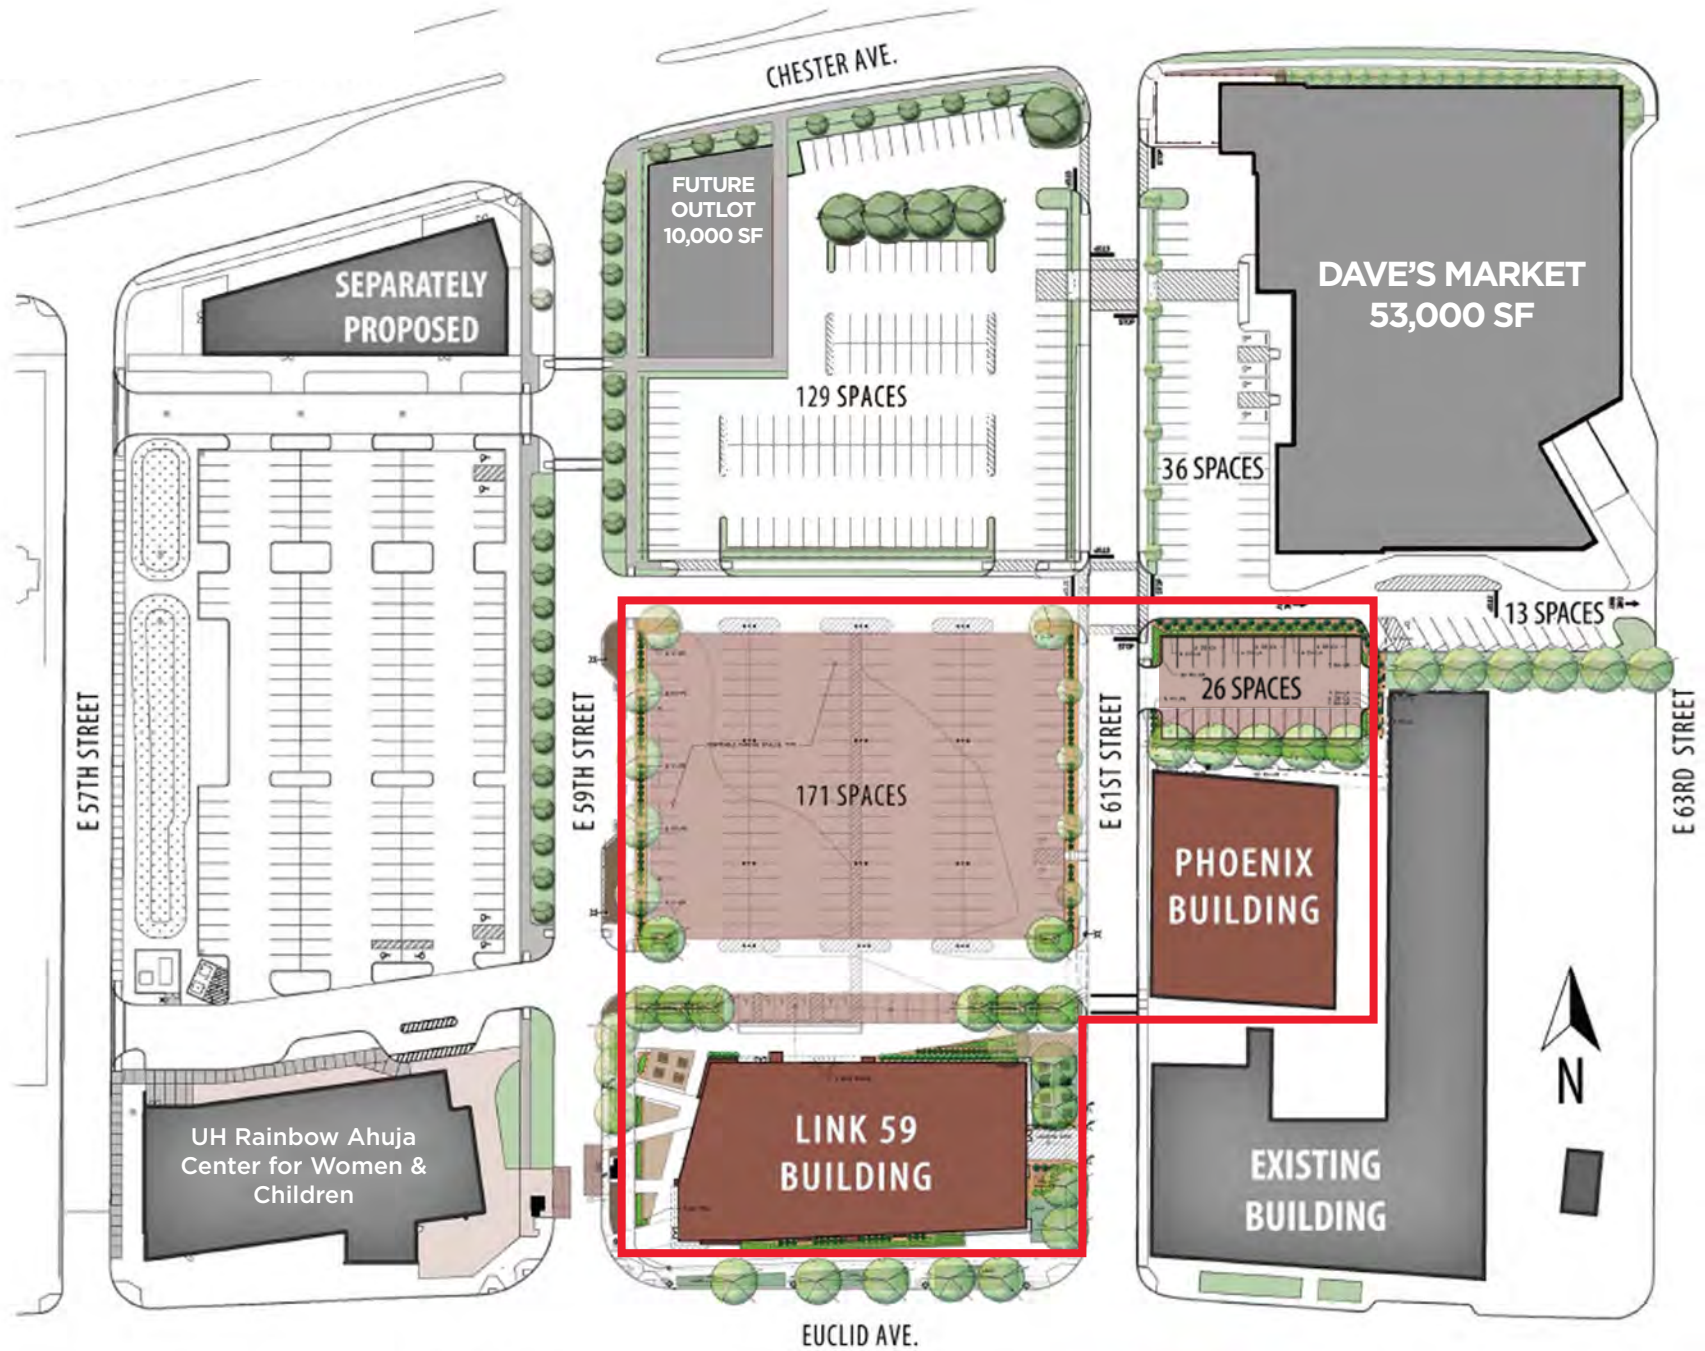 CHESTER AVE.
FUTURE
OUTLOT
10,000 SF
SEPARATELY
PROPOSED
DAVE'S MARKET
53,000 SF
129 SPACES
36 SPACES
13 SPACES
26 SPACES
171 SPACES
E 57TH STREET
E 59TH STREET
E 61ST STREET
E 63RD STREET
PHOENIX
BUILDING
N
UH Rainbow Ahuja
Center for Women &
Children
LINK 59
BUILDING
EXISTING
BUILDING
EUCLID AVE.
STOP
STOP